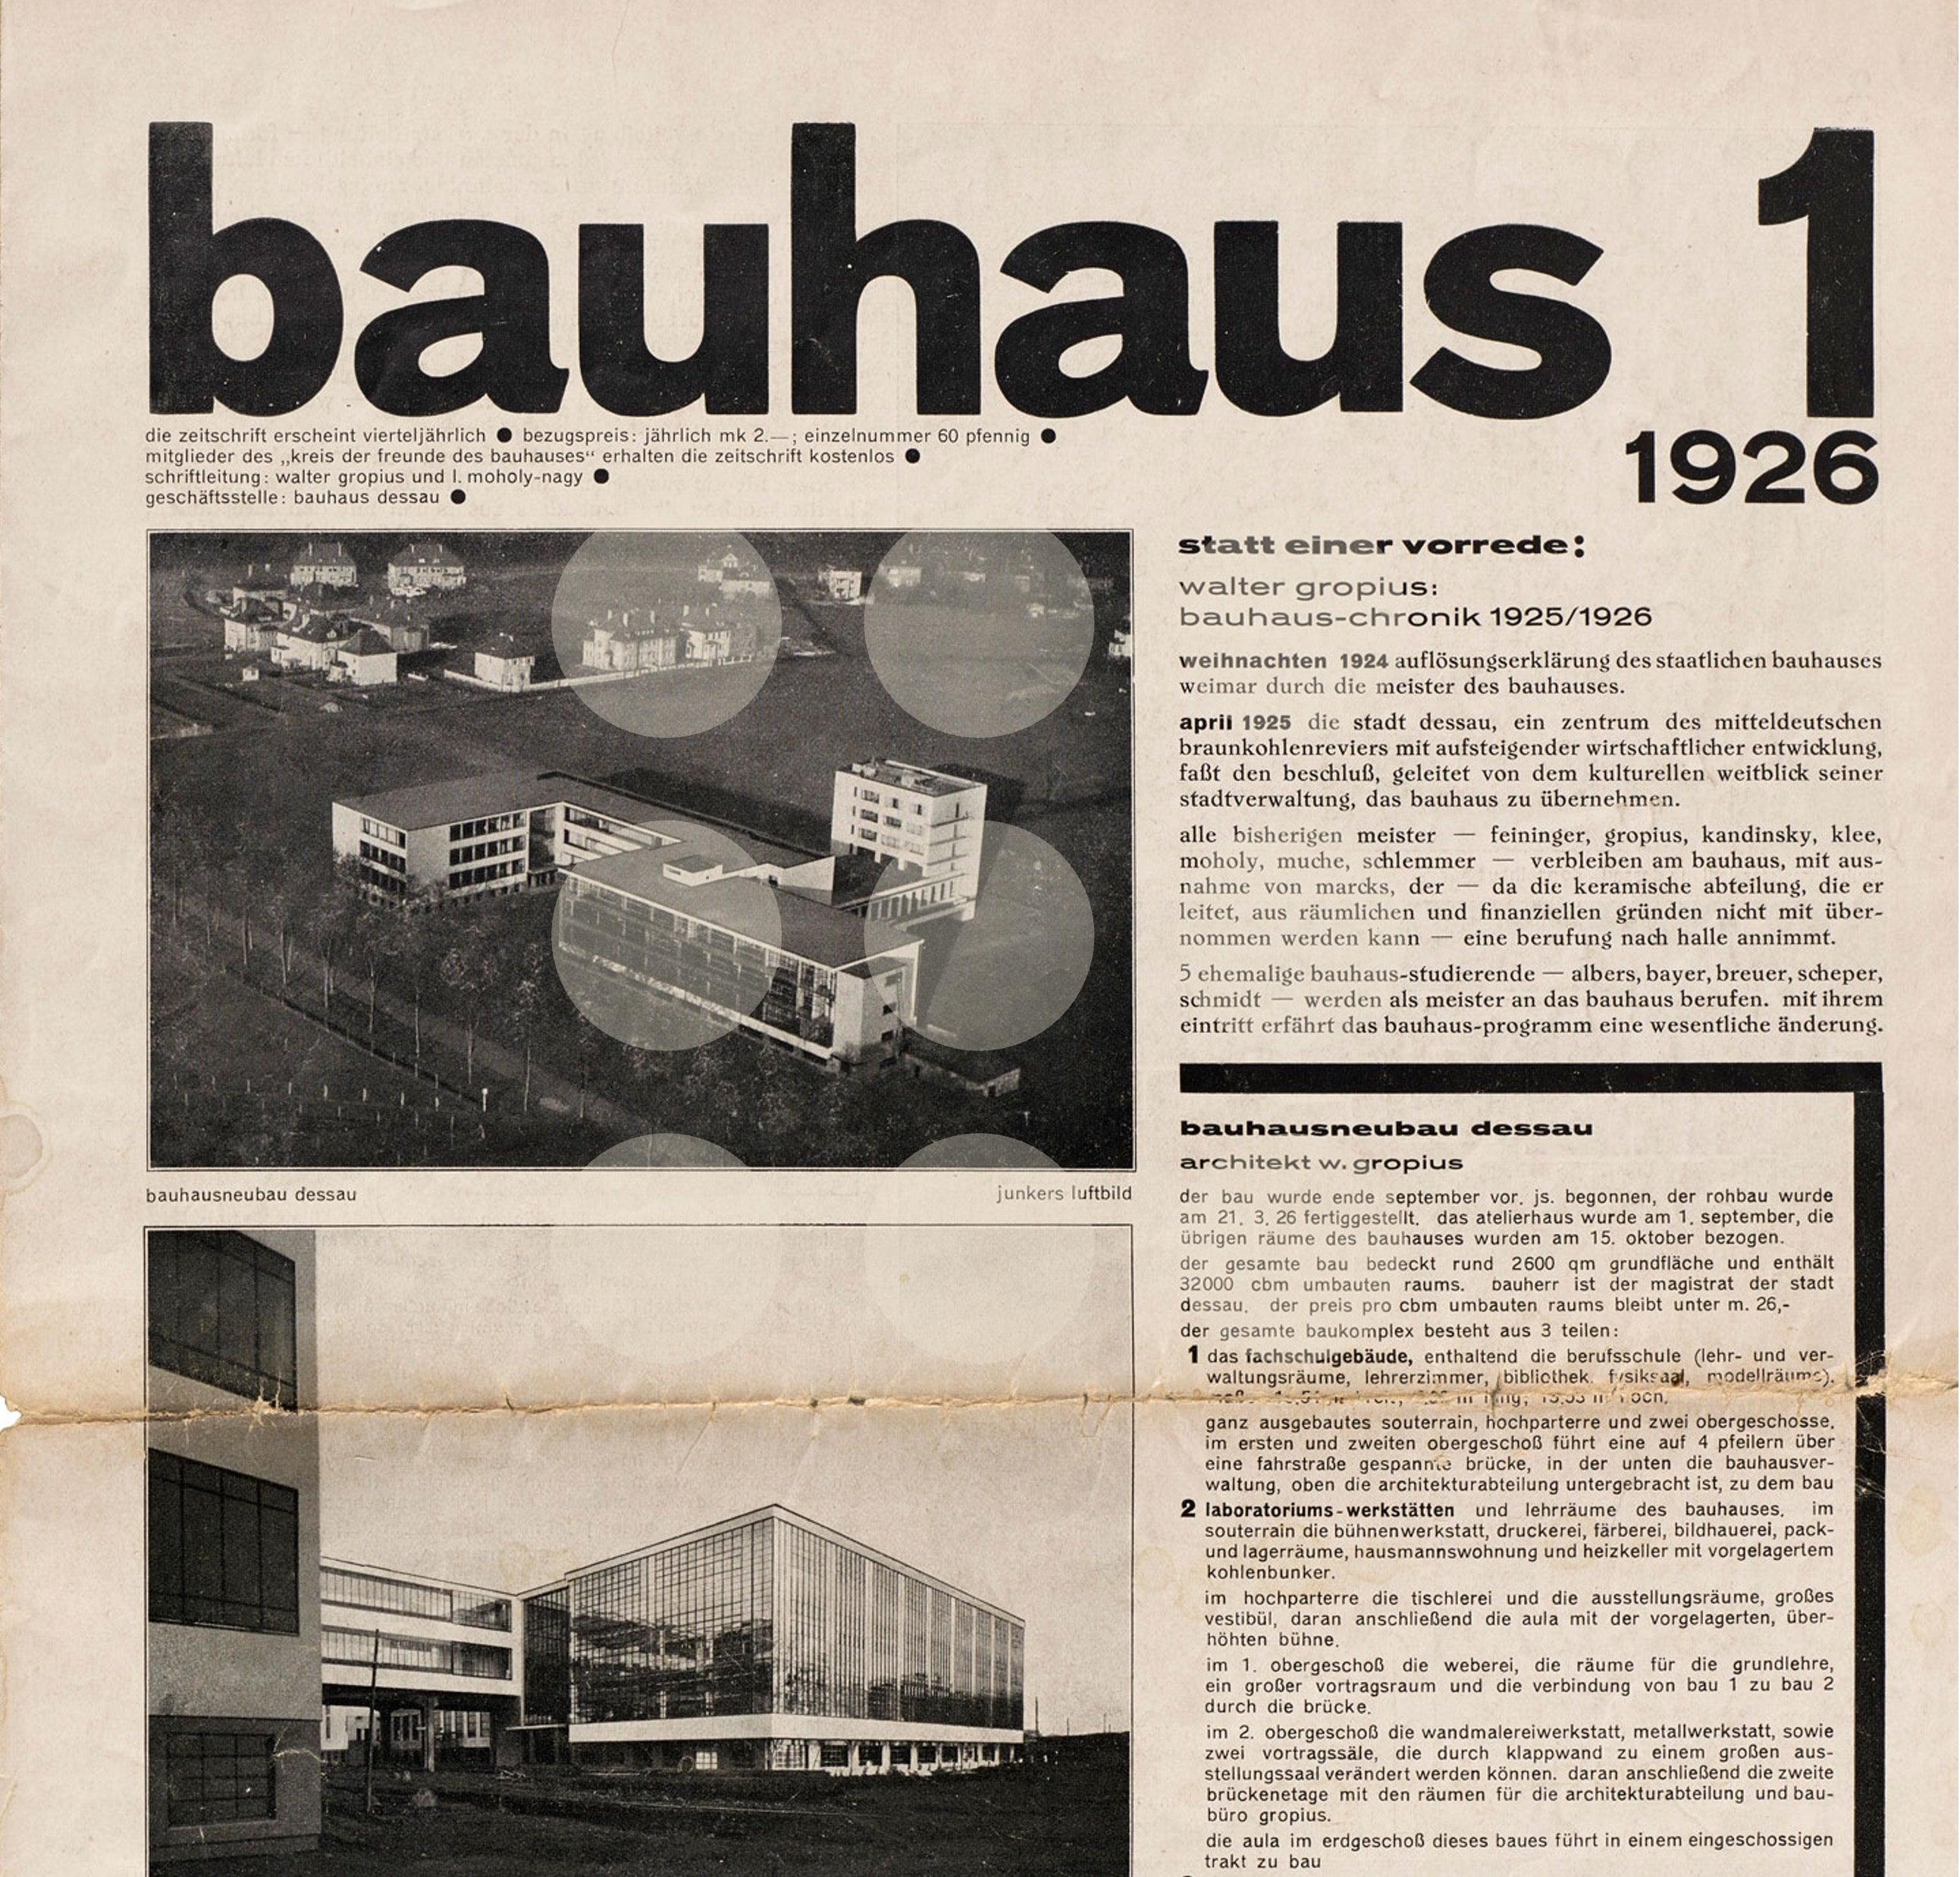 bauhaus 1
1926
die zeitschrift erscheint vierteljährlich ● bezugspreis: jährlich mk 2.—; einzelnummer 60 pfennig ●
mitglieder des „kreis der freunde des bauhauses“ erhalten die zeitschrift kostenlos ●
schriftleitung: walter gropius und l. moholy-nagy ●
geschäftsstelle: bauhaus dessau ●
bauhausneubau dessau
junkers luftbild
statt einer vorrede:
walter gropius:
bauhaus-chronik 1925/1926
weihnachten 1924 auflösungserklärung des staatlichen bauhauses
weimar durch die meister des bauhauses.
april 1925 die stadt dessau, ein zentrum des mitteldeutschen
braunkohlenreviers mit aufsteigender wirtschaftlicher entwicklung,
faßt den beschluß, geleitet von dem kulturellen weitblick seiner
stadtverwaltung, das bauhaus zu übernehmen.
alle bisherigen meister — feininger, gropius, kandinsky, klee,
moholy, muche, schlemmer — verbleiben am bauhaus, mit aus-
nahme von marcks, der — da die keramische abteilung, die er
leitet, aus räumlichen und finanziellen gründen nicht mit über-
nommen werden kann — eine berufung nach halle annimmt.
5 ehemalige bauhaus-studierende — albers, bayer, breuer, scheper,
schmidt — werden als meister an das bauhaus berufen. mit ihrem
eintritt erfährt das bauhaus-programm eine wesentliche änderung.
bauhausneubau dessau
architekt w. gropius
der bau wurde ende september vor. js. begonnen, der rohbau wurde
am 21. 3. 26 fertiggestellt. das atelierhaus wurde am 1. september, die
übrigen räume des bauhauses wurden am 15. oktober bezogen.
der gesamte bau bedeckt rund 2600 qm grundfläche und enthält
32000 cbm umbauten raums. bauherr ist der magistrat der stadt
dessau. der preis pro cbm umbauten raums bleibt unter m. 26,-
der gesamte baukomplex besteht aus 3 teilen:
1 das fachschulgebäude, enthaltend die berufsschule (lehr- und ver-
waltungsräume, lehrerzimmer, bibliothek, fysiksaal, modellräume).
ganz ausgebautes souterrain, hochparterre und zwei obergeschosse.
im ersten und zweiten obergeschoß führt eine auf 4 pfeilern über
eine fahrstraße gespannte brücke, in der unten die bauhausver-
waltung, oben die architekturabteilung untergebracht ist, zu dem bau
2 laboratoriums-werkstätten und lehrräume des bauhauses. im
souterrain die bühnenwerkstatt, druckerei, färberei, bildhauerei, pack-
und lagerräume, hausmannswohnung und heizkeller mit vorgelagertem
kohlenbunker.
im hochparterre die tischlerei und die ausstellungsräume, großes
vestibül, daran anschließend die aula mit der vorgelagerten, über-
höhten bühne.
im 1. obergeschoß die weberei, die räume für die grundlehre,
ein großer vortragsraum und die verbindung von bau 1 zu bau 2
durch die brücke.
im 2. obergeschoß die wandmalereiwerkstatt, metallwerkstatt, sowie
zwei vortragssäle, die durch klappwand zu einem großen aus-
stellungssaal verändert werden können. daran anschließend die zweite
brückenetage mit den räumen für die architekturabteilung und bau-
büro gropius.
die aula im erdgeschoß dieses baues führt in einem eingeschossigen
trakt zu bau